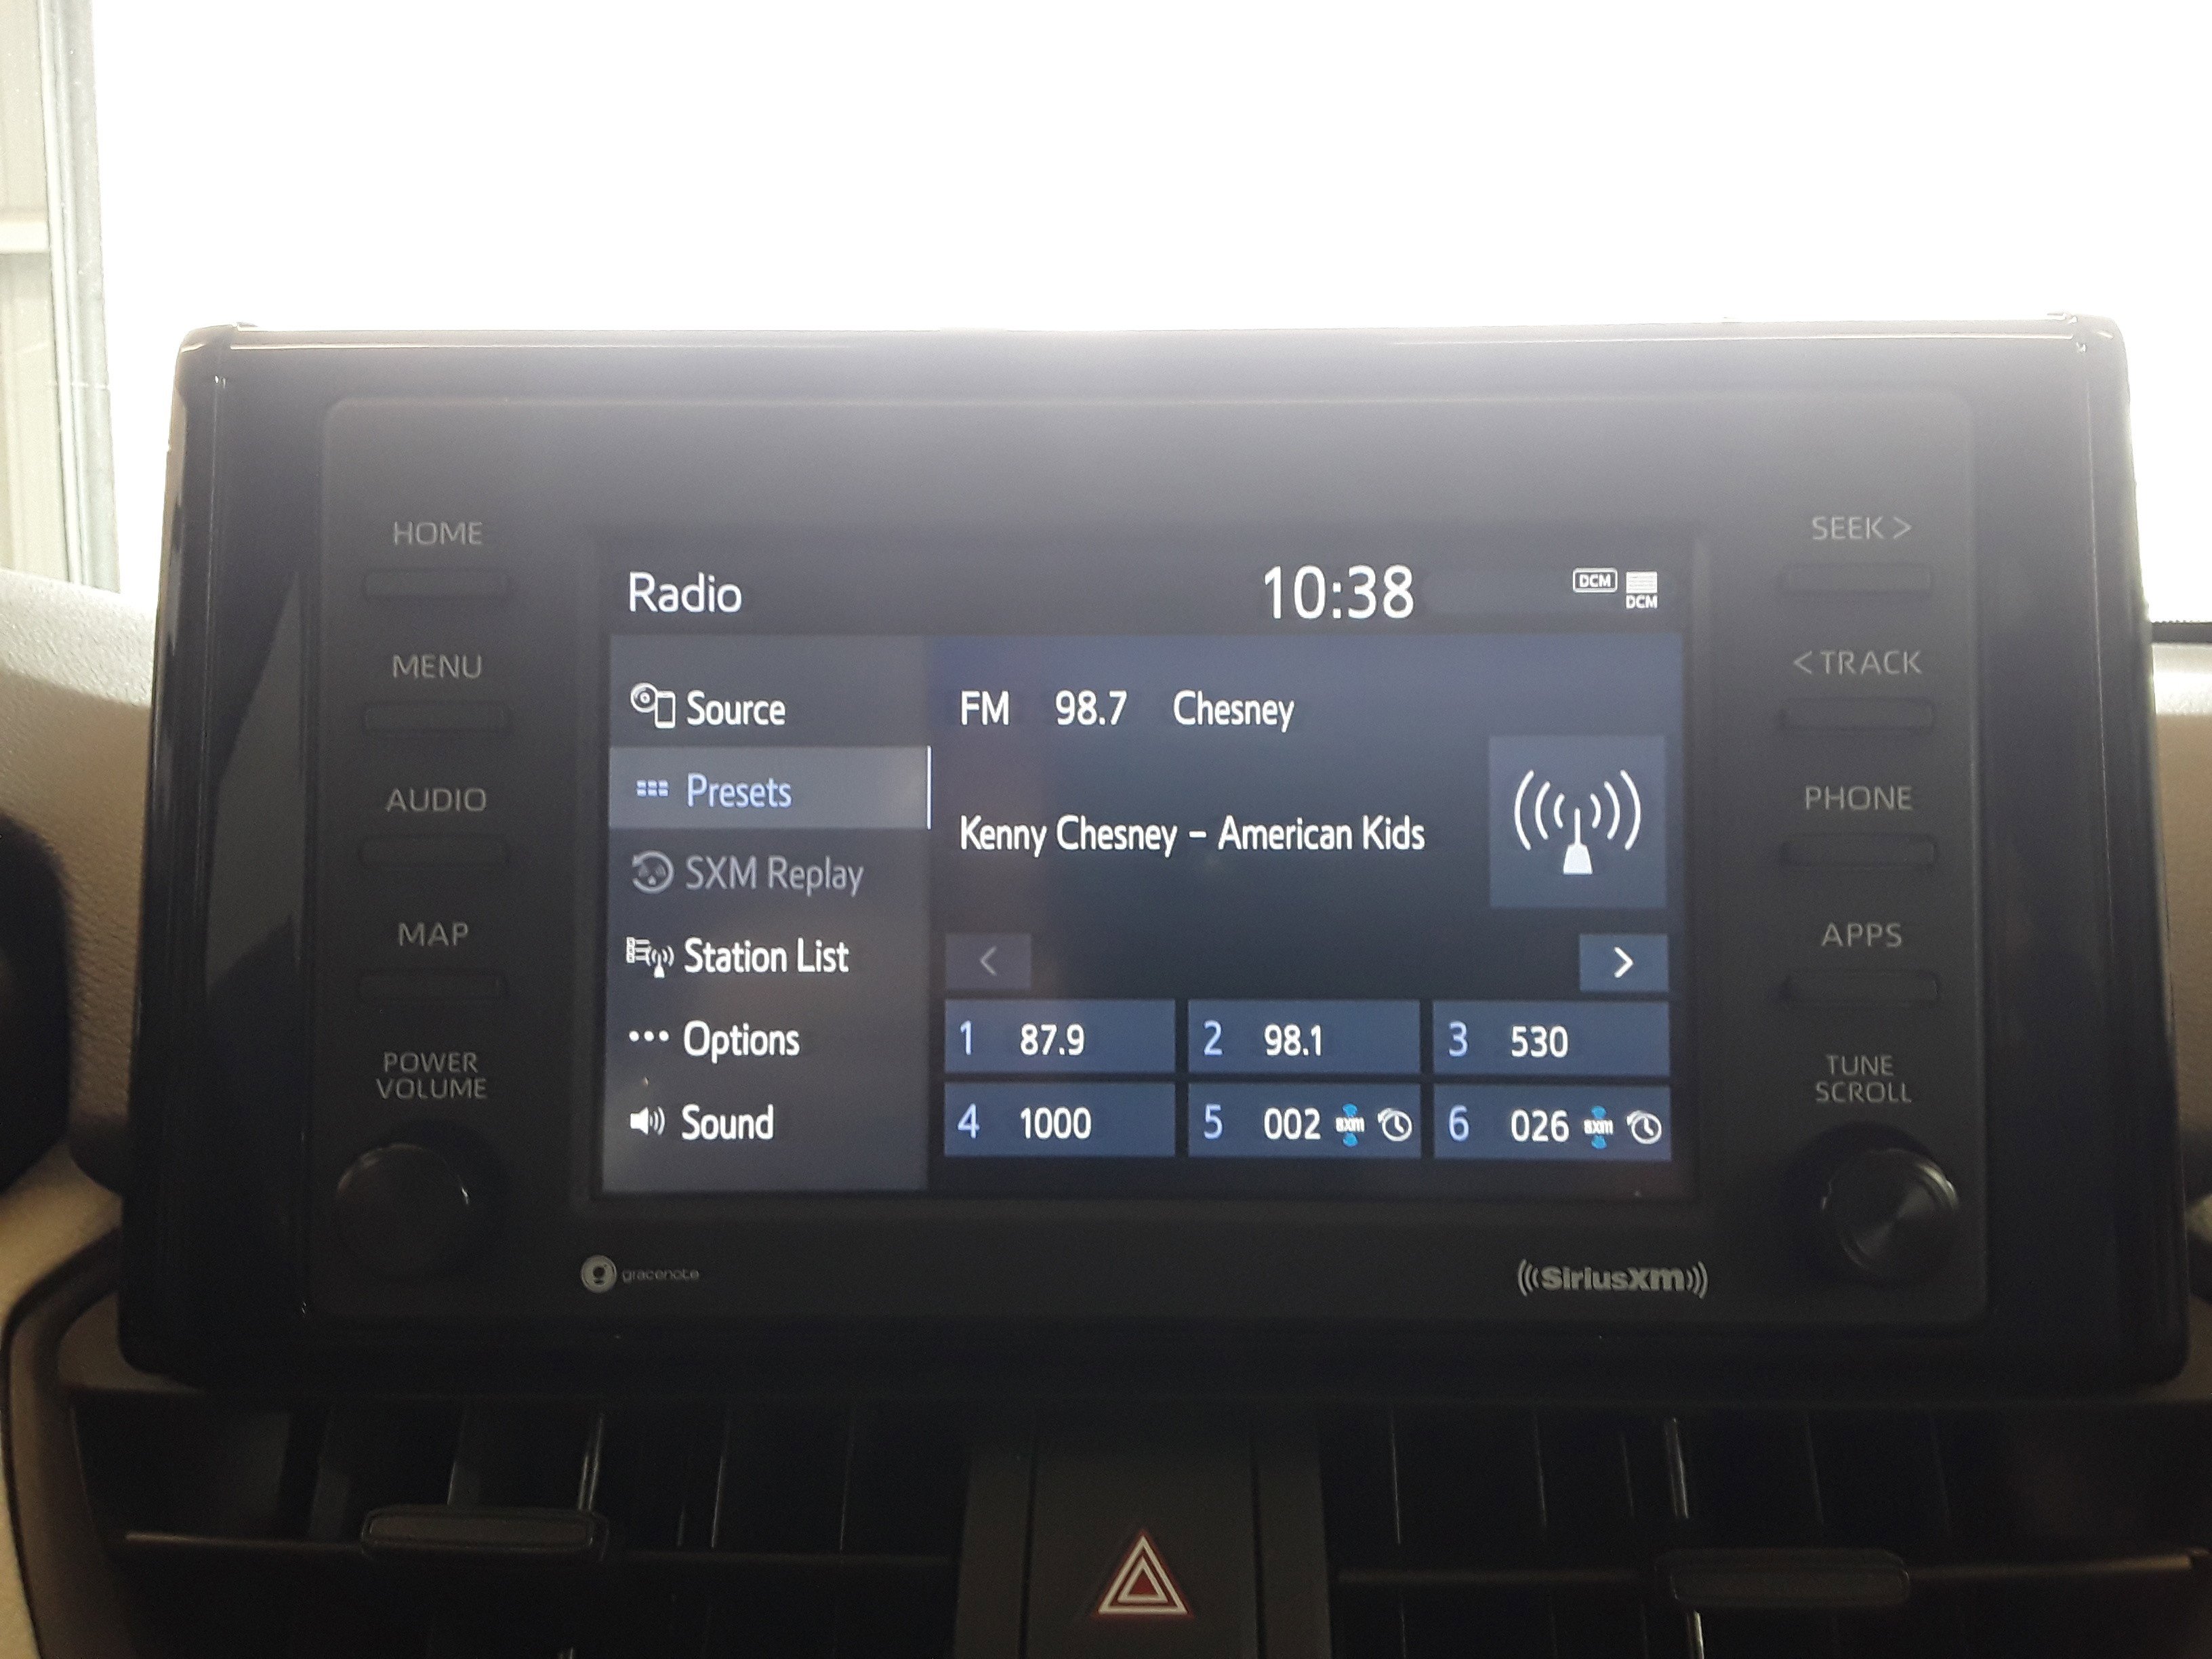 HOME
MENU
AUDIO
MAP
POWER
VOLUME
Radio
10:38
DCM
DCM
Source
Presets
SXM Replay
Station List
Options
Sound
FM 98.7 Chesney
Kenny Chesney – American Kids
<
>
1 87.9
2 98.1
3 530
4 1000
5 002 sxm
6 026 sxm
SEEK >
< TRACK
PHONE
APPS
TUNE
SCROLL
gracenote
SiriusXM